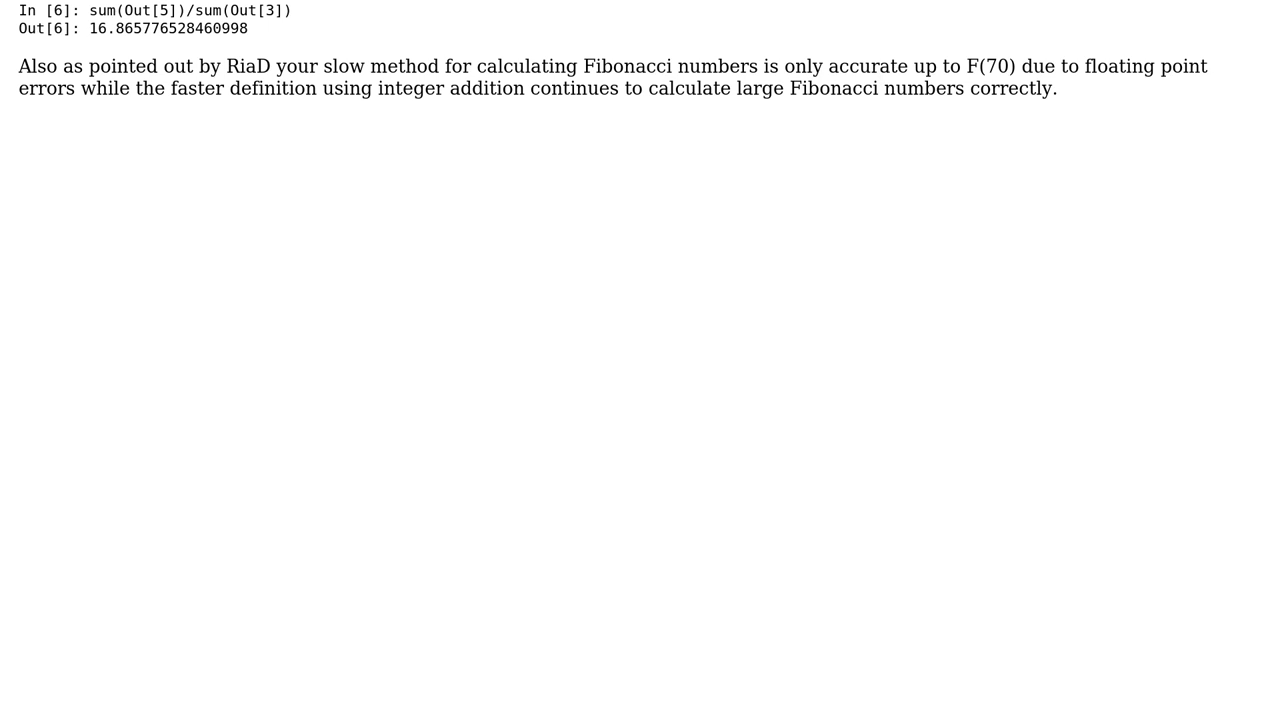 In [6]: sum(Out[5])/sum(Out[3])
Out[6]: 16.865776528460998
Also as pointed out by RiaD your slow method for calculating Fibonacci numbers is only accurate up to F(70) due to floating point
errors while the faster definition using integer addition continues to calculate large Fibonacci numbers correctly.